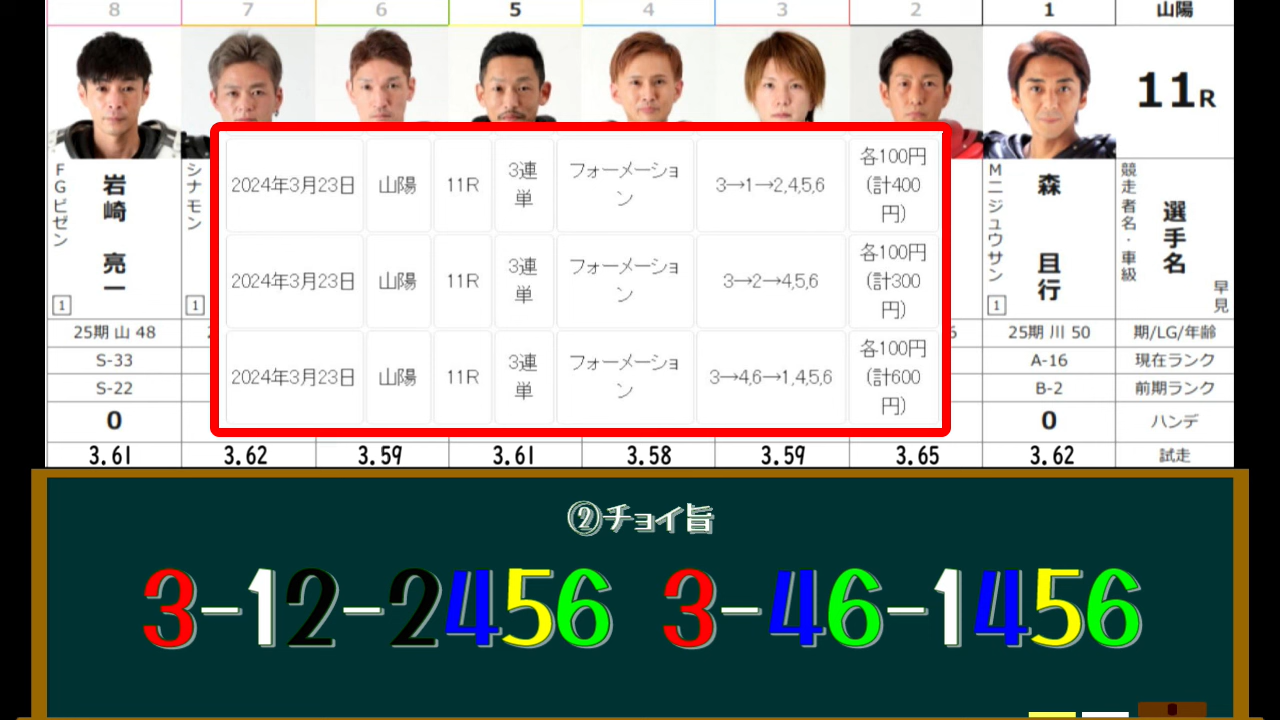 8 7 6 5 4 3 2 1 山陽
11R
FGビゼン 岩崎 亮一 1
シナモン 1
Mニジュウサン 森 且行 1
競走者名・車級 選手名 早見
2024年3月23日 山陽 11R 3連単 フォーメーション 3→1→2,4,5,6 各100円(計400円)
2024年3月23日 山陽 11R 3連単 フォーメーション 3→2→4,5,6 各100円(計300円)
2024年3月23日 山陽 11R 3連単 フォーメーション 3→4,6→1,4,5,6 各100円(計600円)
25期 山 48 25期 川 50 期/LG/年齢
S-33 A-16 現在ランク
S-22 B-2 前期ランク
0 0 ハンデ
3.61 3.62 3.59 3.61 3.58 3.59 3.65 3.62 試走
②チョイ旨
3-12-2456 3-46-1456